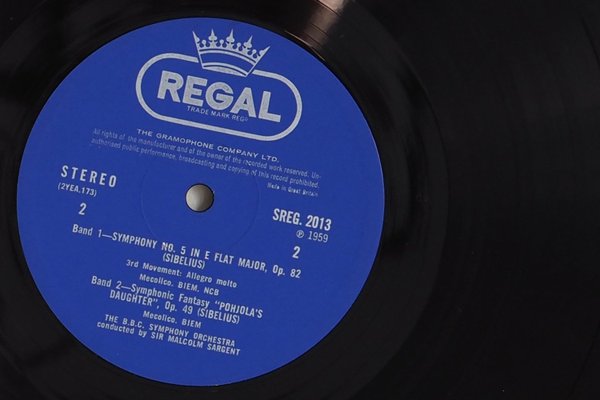 REGAL
TRADE MARK REGD
THE GRAMOPHONE COMPANY LTD.
All rights of the manufacturer and of the owner of the recorded work reserved. Un-
authorised public performance, broadcasting and copying of this record prohibited.
Made in Great Britain
STEREO
(2YEA.173)
2
SREG. 2013
℗ 1959
2
Band 1—SYMPHONY NO. 5 IN E FLAT MAJOR, Op. 82
(SIBELIUS)
3rd Movement: Allegro molto
Mecolico. BIEM, NCB
Band 2—Symphonic Fantasy "POHJOLA'S
DAUGHTER", Op. 49 (SIBELIUS)
Mecolico. BIEM
THE B.B.C. SYMPHONY ORCHESTRA
conducted by SIR MALCOLM SARGENT